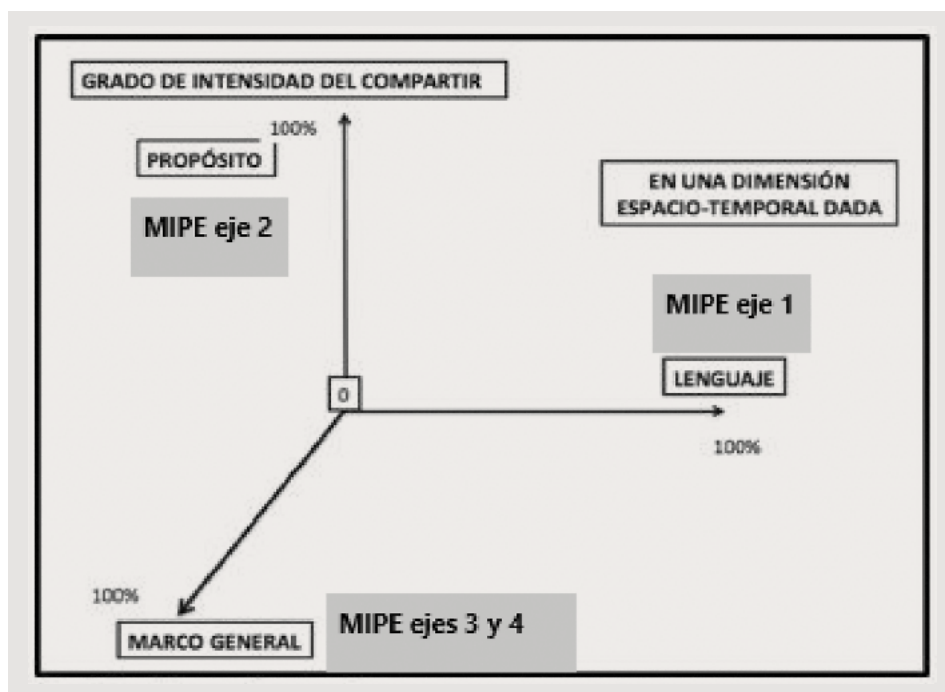 GRADO DE INTENSIDAD DEL COMPARTIR
100%
PROPÓSITO
EN UNA DIMENSIÓN
ESPACIO-TEMPORAL DADA
MIPE eje 2
MIPE eje 1
LENGUAJE
0
100%
100%
MIPE ejes 3 y 4
MARCO GENERAL